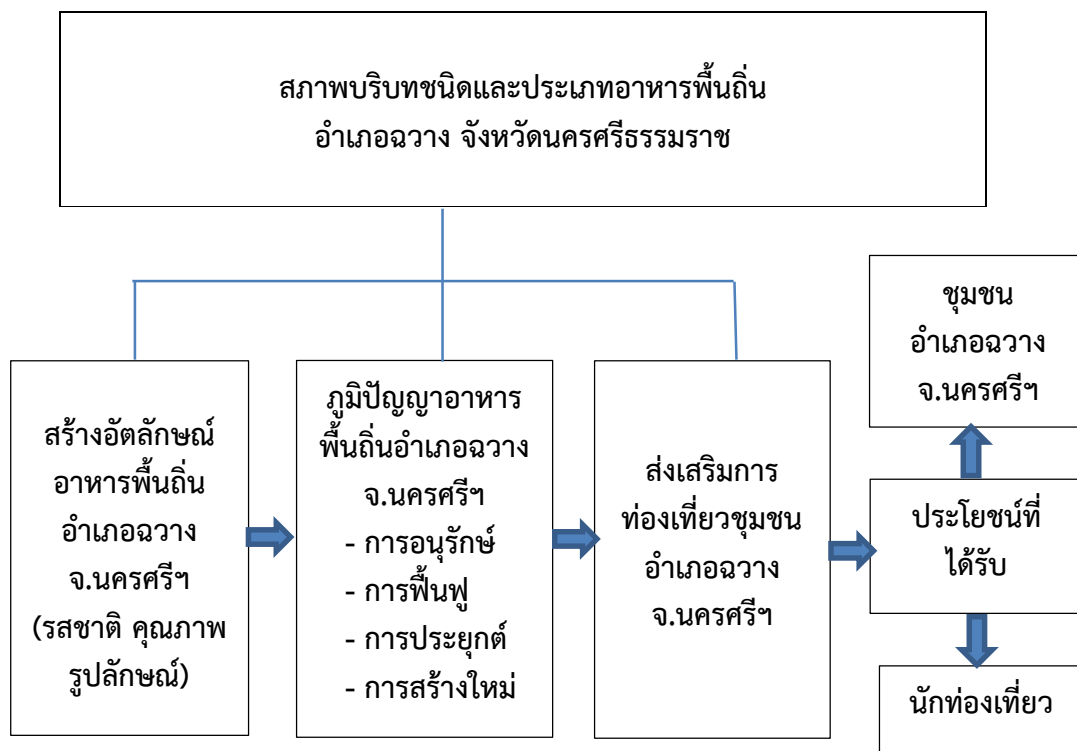 สภาพบริบทชนิดและประเภทอาหารพื้นถิ่น
อำเภอฉวาง จังหวัดนครศรีธรรมราช
สร้างอัตลักษณ์
อาหารพื้นถิ่น
อำเภอฉวาง
จ.นครศรีฯ
(รสชาติ คุณภาพ
รูปลักษณ์)
ภูมิปัญญาอาหาร
พื้นถิ่นอำเภอฉวาง
จ.นครศรีฯ
- การอนุรักษ์
- การฟื้นฟู
- การประยุกต์
- การสร้างใหม่
ส่งเสริมการ
ท่องเที่ยวชุมชน
อำเภอฉวาง
จ.นครศรีฯ
ชุมชน
อำเภอฉวาง
จ.นครศรีฯ
ประโยชน์ที่
ได้รับ
นักท่องเที่ยว